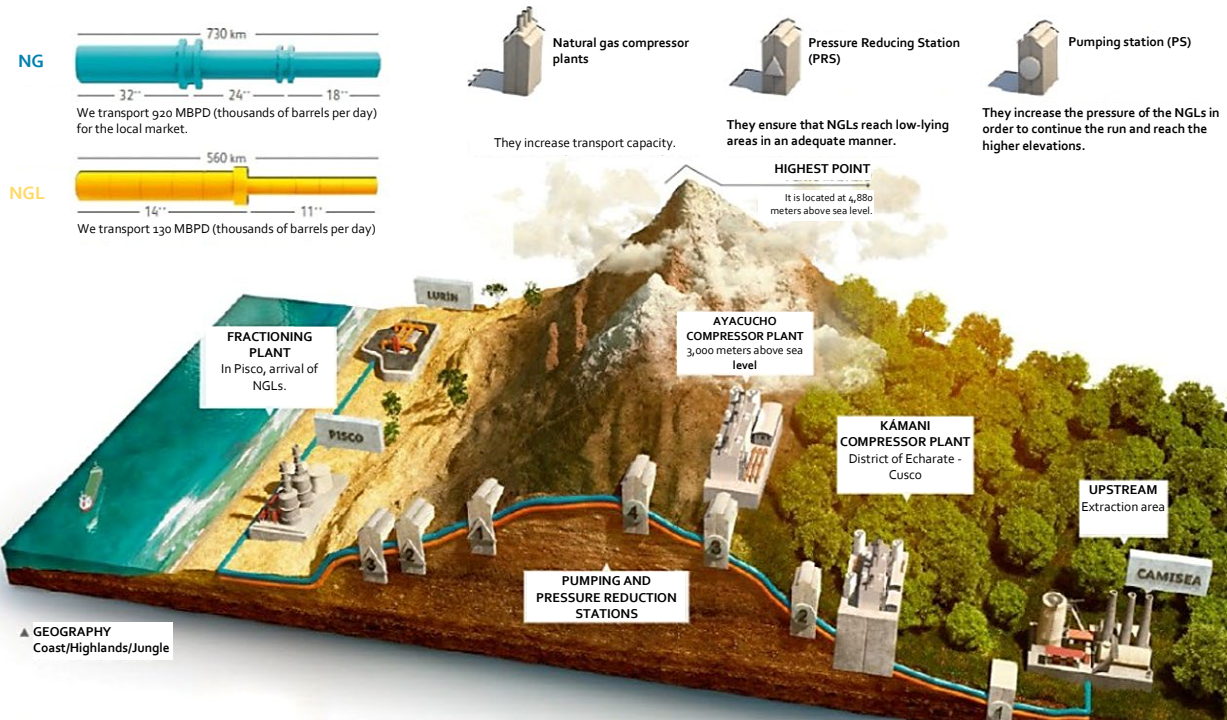 NG
730 km
32'' 24'' 18''
We transport 920 MBPD (thousands of barrels per day)
for the local market.
NGL
560 km
14'' 11''
We transport 130 MBPD (thousands of barrels per day)
Natural gas compressor
plants
They increase transport capacity.
Pressure Reducing Station
(PRS)
They ensure that NGLs reach low-lying
areas in an adequate manner.
Pumping station (PS)
They increase the pressure of the NGLs in
order to continue the run and reach the
higher elevations.
HIGHEST POINT
It is located at 4,880
meters above sea level.
LURÍN
FRACTIONING
PLANT
In Pisco, arrival of
NGLs.
PISCO
AYACUCHO
COMPRESSOR PLANT
3,000 meters above sea
level
KÁMANI
COMPRESSOR PLANT
District of Echarate -
Cusco
UPSTREAM
Extraction area
CAMISEA
3
2
1
4
3
2
1
PUMPING AND
PRESSURE REDUCTION
STATIONS
GEOGRAPHY
Coast/Highlands/Jungle